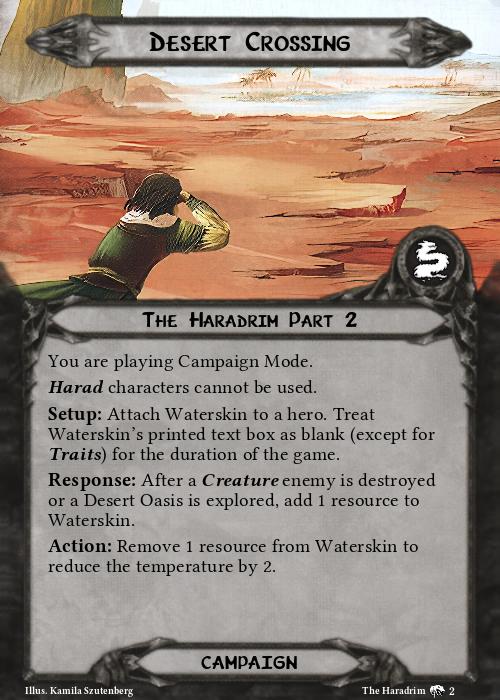 Desert Crossing
The Haradrim Part 2
You are playing Campaign Mode.
Harad characters cannot be used.
Setup: Attach Waterskin to a hero. Treat
Waterskin's printed text box as blank (except for
Traits) for the duration of the game.
Response: After a Creature enemy is destroyed
or a Desert Oasis is explored, add 1 resource to
Waterskin.
Action: Remove 1 resource from Waterskin to
reduce the temperature by 2.
CAMPAIGN
Illus. Kamila Szutenberg
The Haradrim 2